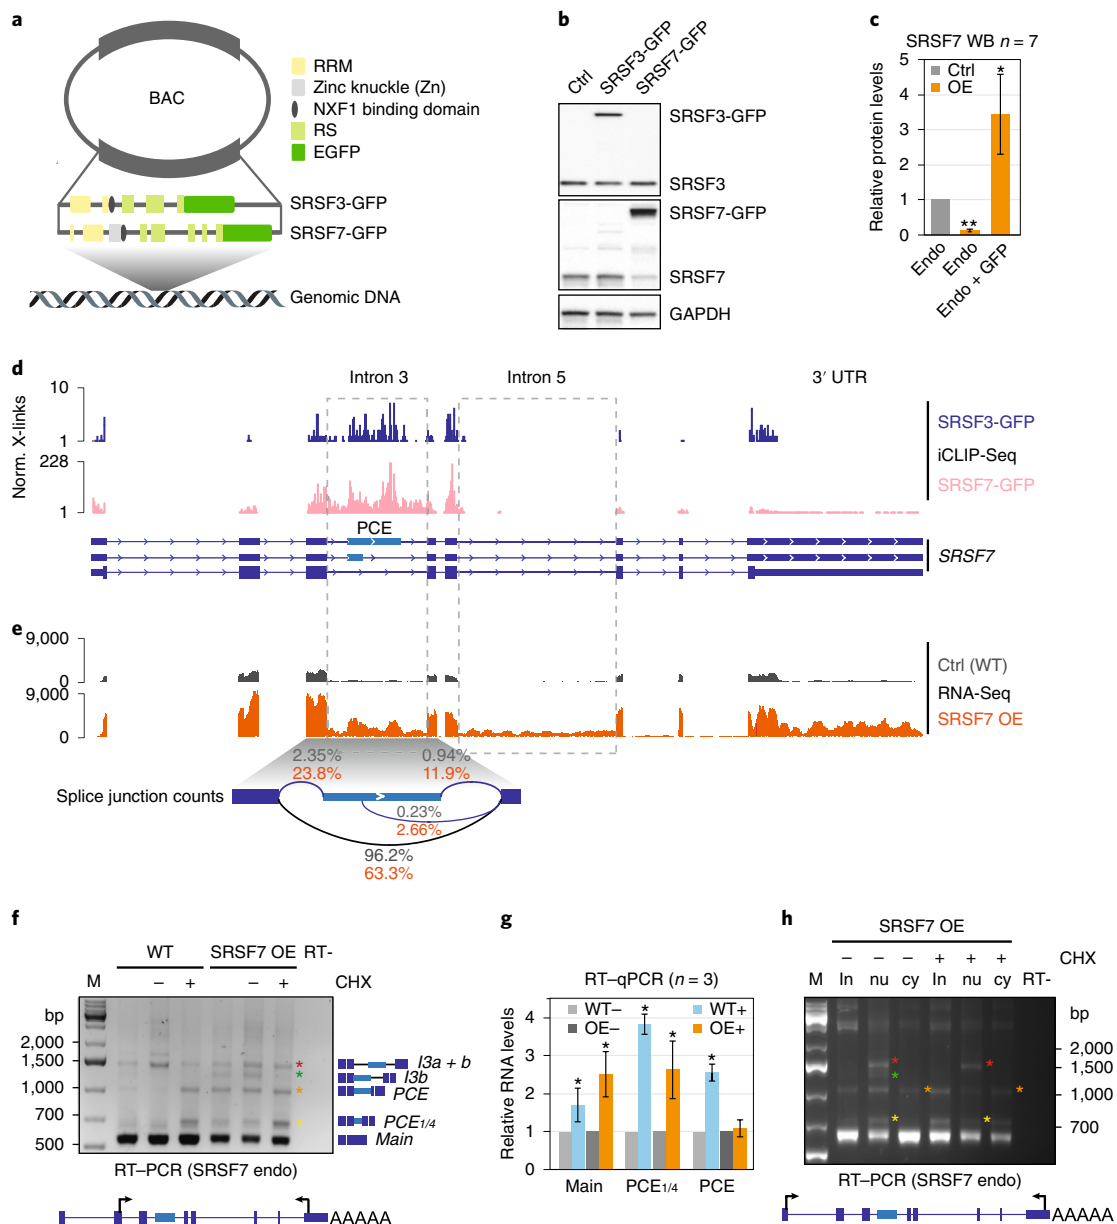 a
BAC
RRM
Zinc knuckle (Zn)
NXF1 binding domain
RS
EGFP
SRSF3-GFP
SRSF7-GFP
Genomic DNA
b
Ctrl
SRSF3-GFP
SRSF7-GFP
SRSF3-GFP
SRSF3
SRSF7-GFP
SRSF7
GAPDH
c
SRSF7 WB n = 7
Relative protein levels
5
4
3
2
1
0
Ctrl
OE
*
**
Endo
Endo
Endo + GFP
d
Intron 3
Intron 5
3′ UTR
Norm. X-links
10
1
228
1
SRSF3-GFP
iCLIP-Seq
SRSF7-GFP
PCE
SRSF7
e
9,000
0
9,000
0
Ctrl (WT)
RNA-Seq
SRSF7 OE
2.35%
23.8%
0.94%
11.9%
Splice junction counts
0.23%
2.66%
96.2%
63.3%
f
WT
SRSF7 OE
RT-
M
–
+
–
+
CHX
bp
2,000
1,500
1,000
700
500
*
*
*
*
I3a + b
I3b
PCE
PCE1/4
Main
RT–PCR (SRSF7 endo)
AAAAA
g
RT–qPCR (n = 3)
Relative RNA levels
4
3
2
1
0
WT–
OE–
WT+
OE+
*
*
*
*
*
Main
PCE1/4
PCE
h
SRSF7 OE
–
–
–
+
+
+
CHX
M
In
nu
cy
In
nu
cy
RT-
bp
2,000
1,500
1,000
700
*
*
*
*
*
*
*
RT–PCR (SRSF7 endo)
AAAAA